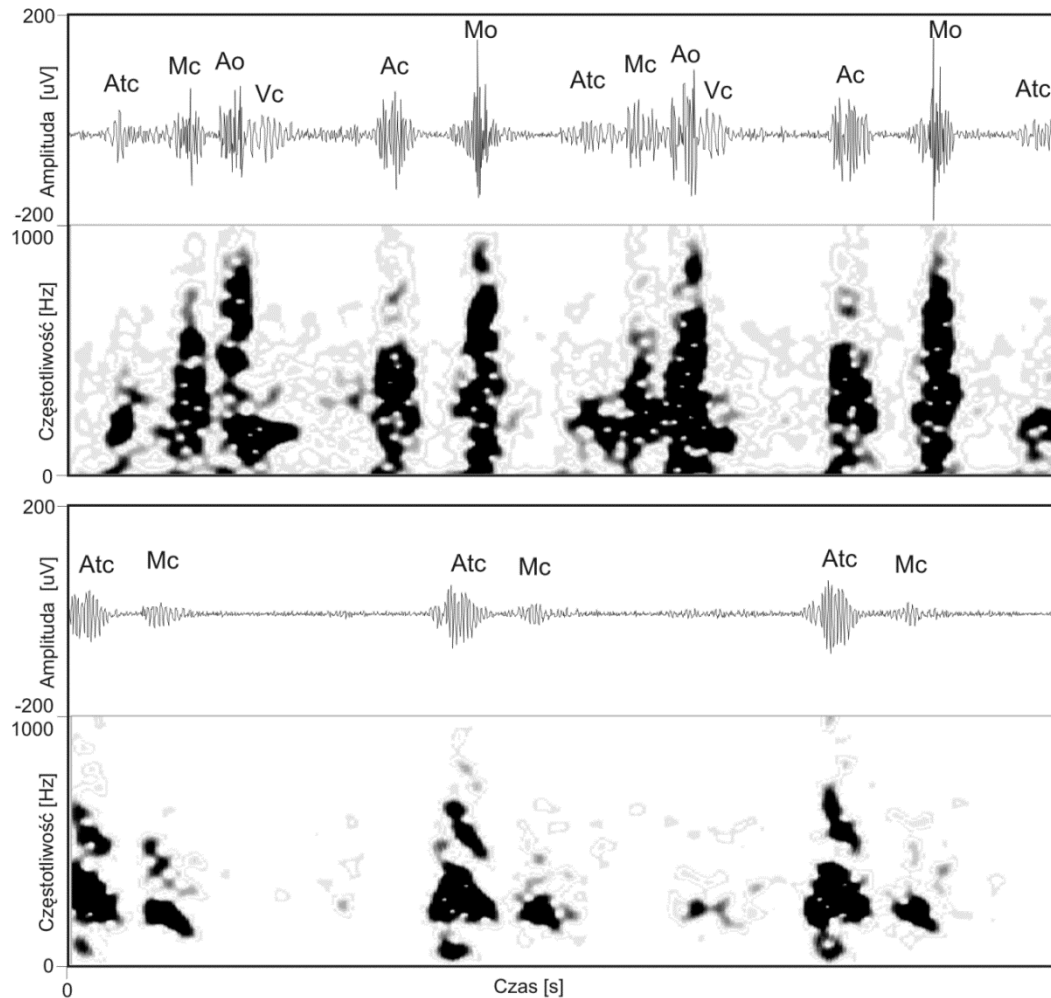 200
Mo
Mo
Atc
Mc
Ao
Vc
Ac
Atc
Mc
Ao
Vc
Ac
Atc
Amplituda [uV]
-200
1000
Częstotliwość [Hz]
0
200
Atc
Mc
Atc
Mc
Atc
Mc
Amplituda [uV]
-200
1000
Częstotliwość [Hz]
0
0
Czas [s]